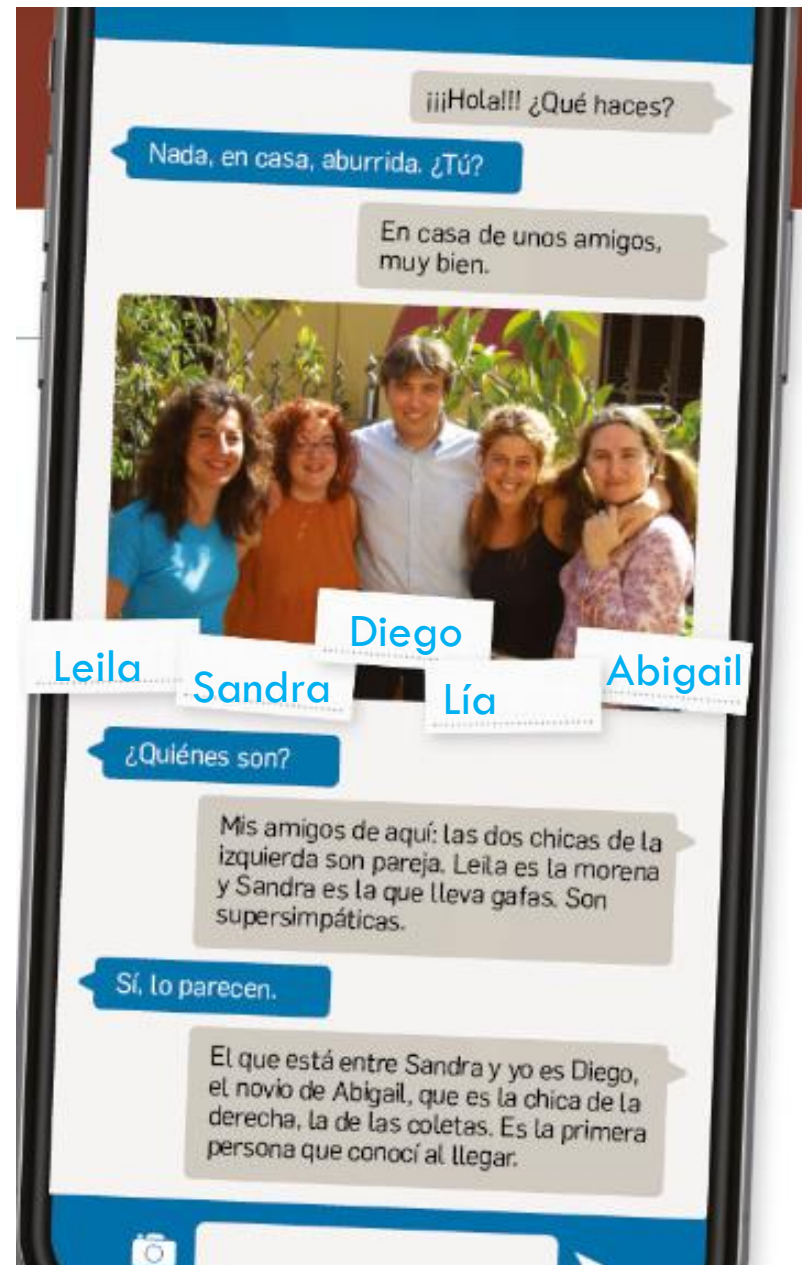 ¡¡¡Hola!!! ¿Qué haces?
Nada, en casa, aburrida. ¿Tú?
En casa de unos amigos,
muy bien.
Diego
Leila
Abigail
Sandra
Lía
¿Quiénes son?
Mis amigos de aquí: las dos chicas de la
izquierda son pareja. Leila es la morena
y Sandra es la que lleva gafas. Son
supersimpáticas.
Sí, lo parecen.
El que está entre Sandra y yo es Diego,
el novio de Abigail, que es la chica de la
derecha, la de las coletas. Es la primera
persona que conocí al llegar.